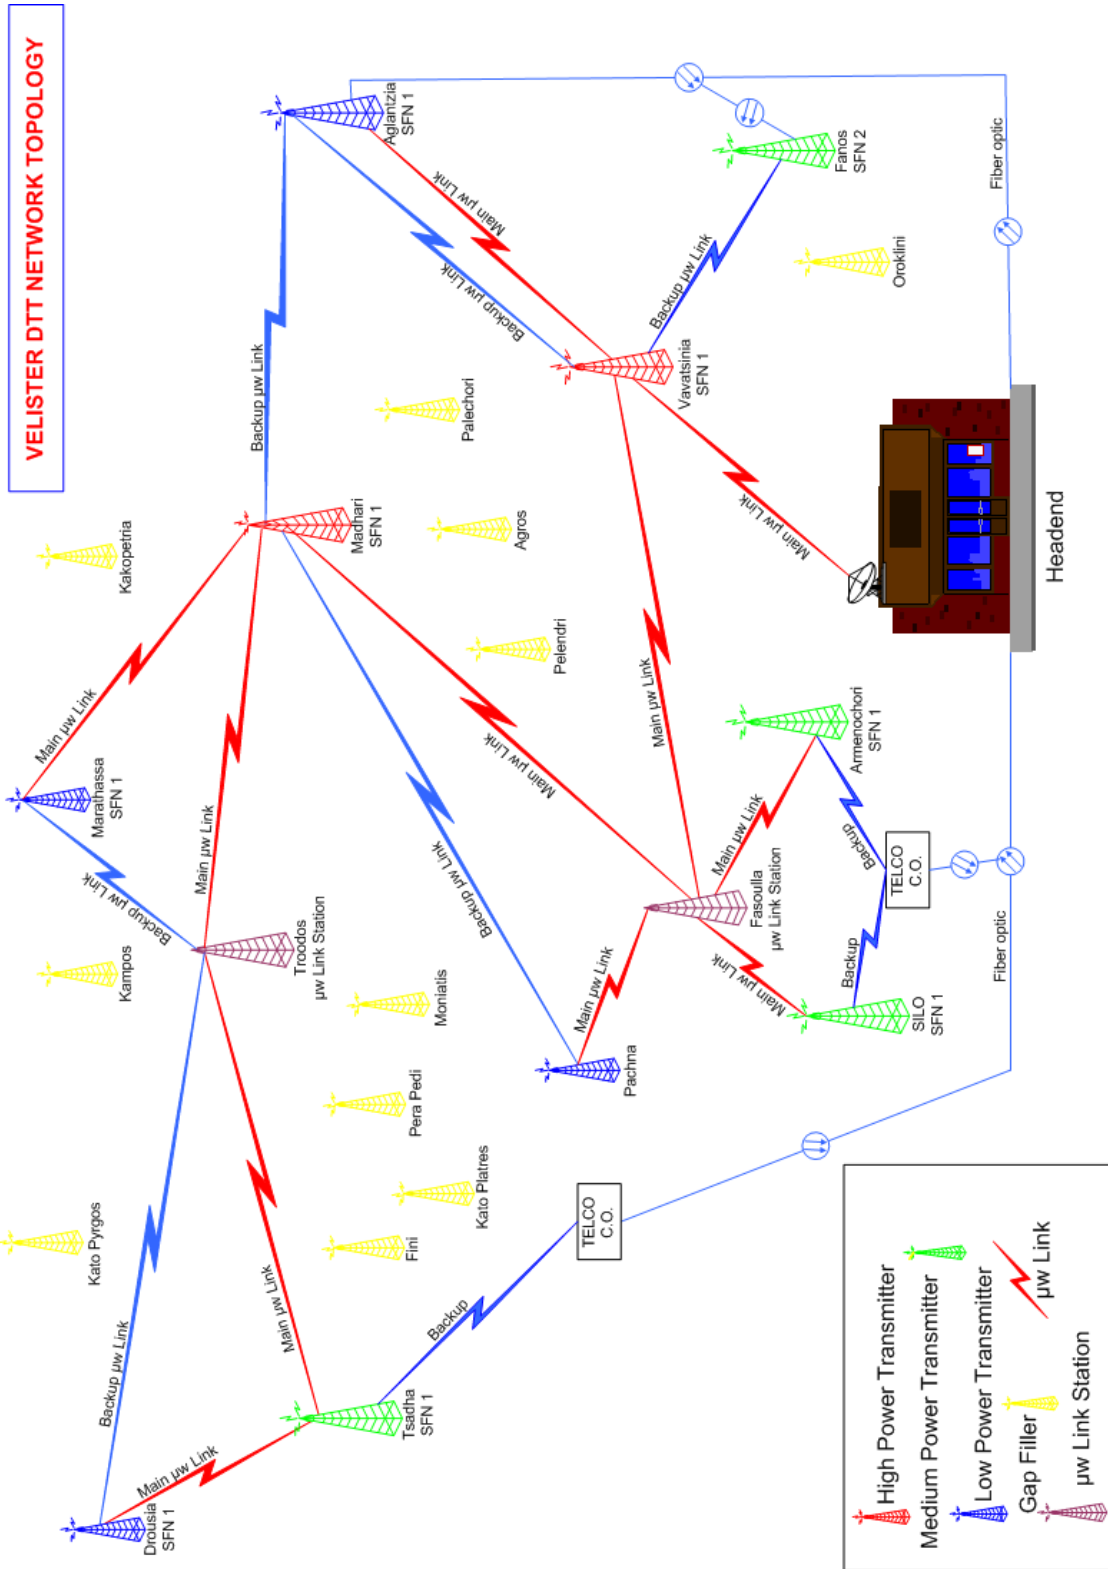 VELISTER DTT NETWORK TOPOLOGY
Kato Pyrgos
Kampos
Kakopetria
Drousia
SFN 1
Marathassa
SFN 1
Madhari
SFN 1
Aglantzia
SFN 1
Troodos
μw Link Station
Tsadha
SFN 1
Fini
Kato Platres
Pera Pedi
Moniatis
Pelendri
Agros
Palechori
Pachna
Fasoulla
μw Link Station
Vavatsinia
SFN 1
Fanos
SFN 2
Oroklini
SILO
SFN 1
Armenochori
SFN 1
TELCO
C.O.
TELCO
C.O.
Headend
Main μw Link
Backup μw Link
Main μw Link
Backup μw Link
Main μw Link
Main μw Link
Backup μw Link
Backup μw Link
Main μw Link
Backup μw Link
Main μw Link
Backup μw Link
Main μw Link
Main μw Link
Main μw Link
Main μw Link
Main μw Link
Backup
Backup
Backup
Fiber optic
Fiber optic
High Power Transmitter
Medium Power Transmitter
Low Power Transmitter
Gap Filler
μw Link Station
μw Link